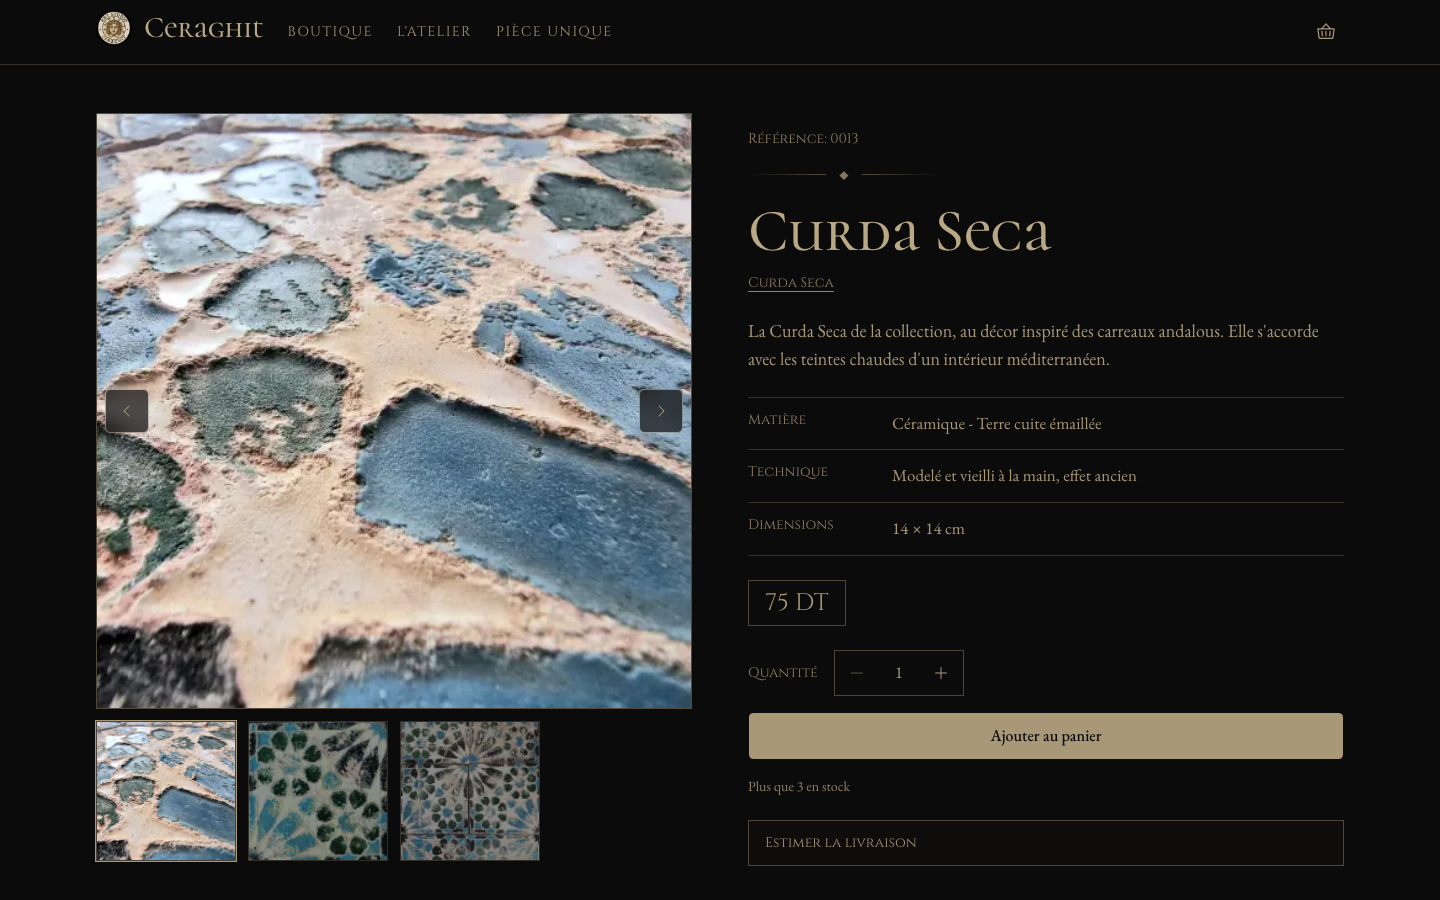 Ceraghit
BOUTIQUE
L'ATELIER
PIÈCE UNIQUE
Référence: 0013
Curda Seca
Curda Seca
La Curda Seca de la collection, au décor inspiré des carreaux andalous. Elle s'accorde
avec les teintes chaudes d'un intérieur méditerranéen.
Matière
Céramique - Terre cuite émaillée
Technique
Modelé et vieilli à la main, effet ancien
Dimensions
14 × 14 cm
75 DT
Quantité
1
Ajouter au panier
Plus que 3 en stock
Estimer la livraison